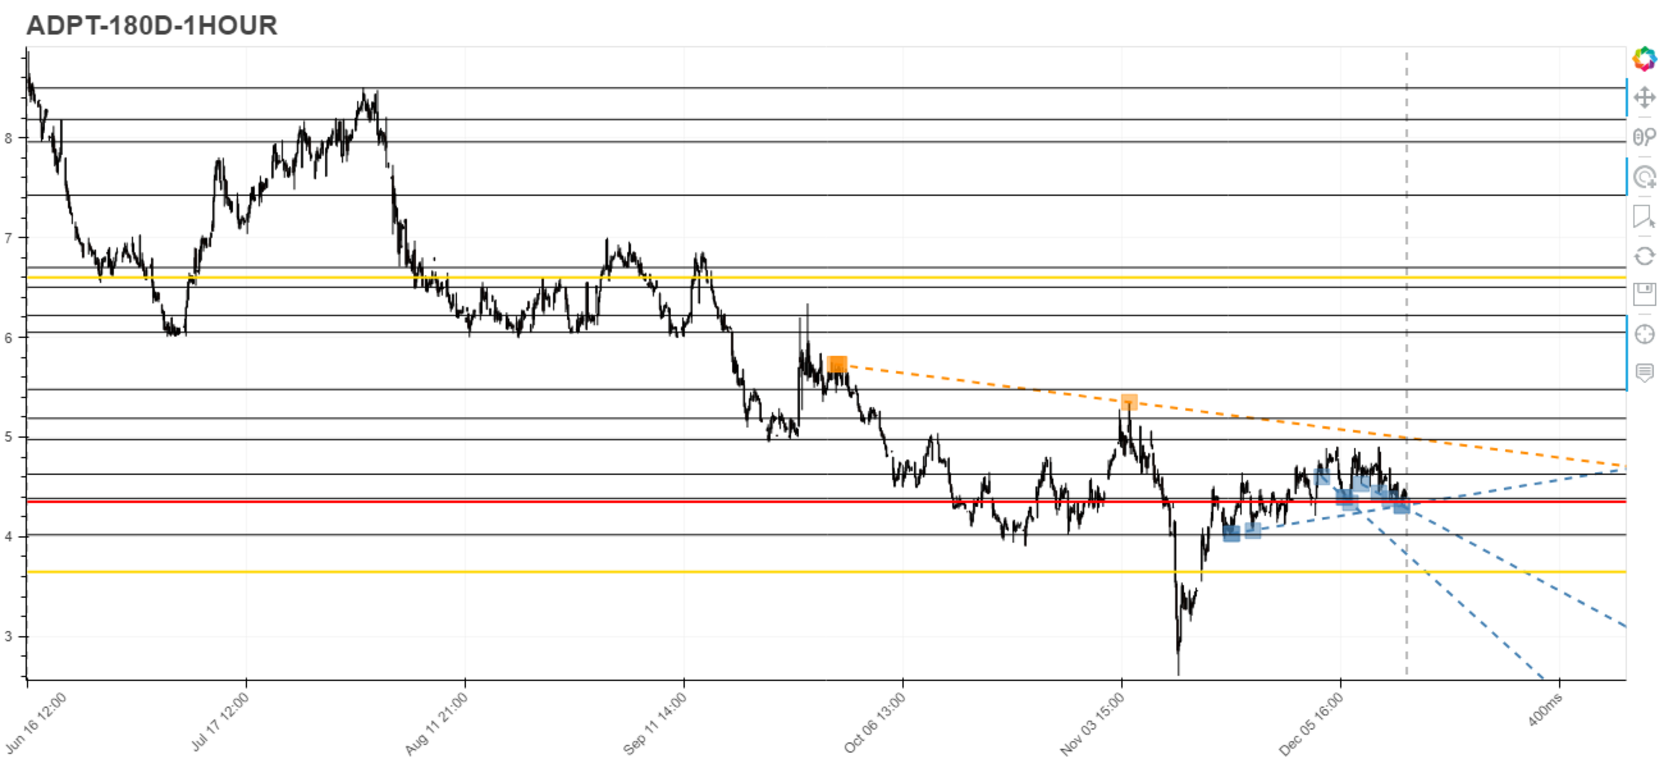 ADPT-180D-1HOUR
8
7
6
5
4
3
Jun 16 12:00
Jul 17 12:00
Aug 11 21:00
Sep 11 14:00
Oct 06 13:00
Nov 03 15:00
Dec 05 16:00
400ms